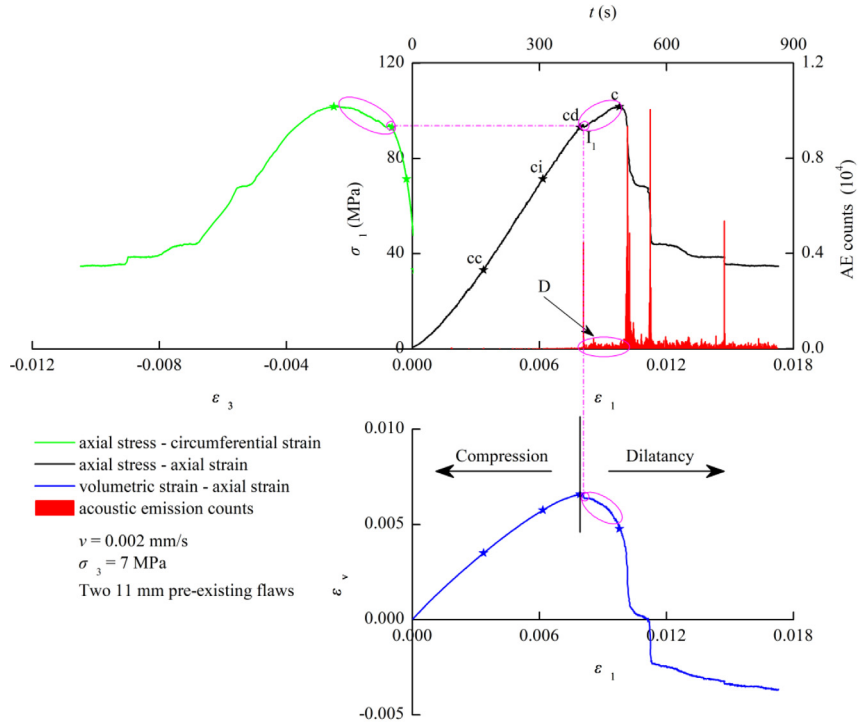 t (s)
0 300 600 900
120 1.2
80 0.8
40 0.4
0 0.0
σ 1 (MPa)
AE counts (10⁴)
c
cd
I₁
ci
cc
D
-0.012 -0.008 -0.004 0.000 0.006 0.012 0.018
ε 3 ε 1
axial stress - circumferential strain
axial stress - axial strain
volumetric strain - axial strain
acoustic emission counts
v = 0.002 mm/s
σ 3 = 7 MPa
Two 11 mm pre-existing flaws
0.010
Compression Dilatancy
0.005
ε v
0.000
0.000 0.006 0.012 0.018
ε 1
-0.005